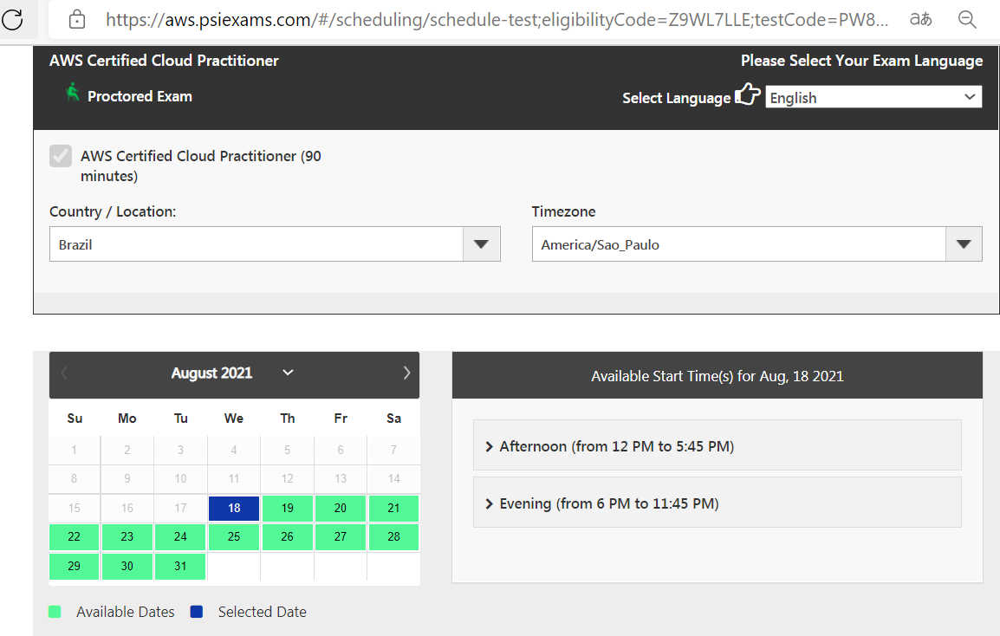 https://aws.psiexams.com/#/scheduling/schedule-test;eligibilityCode=Z9WL7LLE;testCode=PW8... aあ
AWS Certified Cloud Practitioner Please Select Your Exam Language
Proctored Exam Select Language English
AWS Certified Cloud Practitioner (90
minutes)
Country / Location: Timezone
Brazil America/Sao_Paulo
August 2021 Available Start Time(s) for Aug, 18 2021
Su Mo Tu We Th Fr Sa
1 2 3 4 5 6 7
8 9 10 11 12 13 14
15 16 17 18 19 20 21
22 23 24 25 26 27 28
29 30 31
Afternoon (from 12 PM to 5:45 PM)
Evening (from 6 PM to 11:45 PM)
Available Dates Selected Date